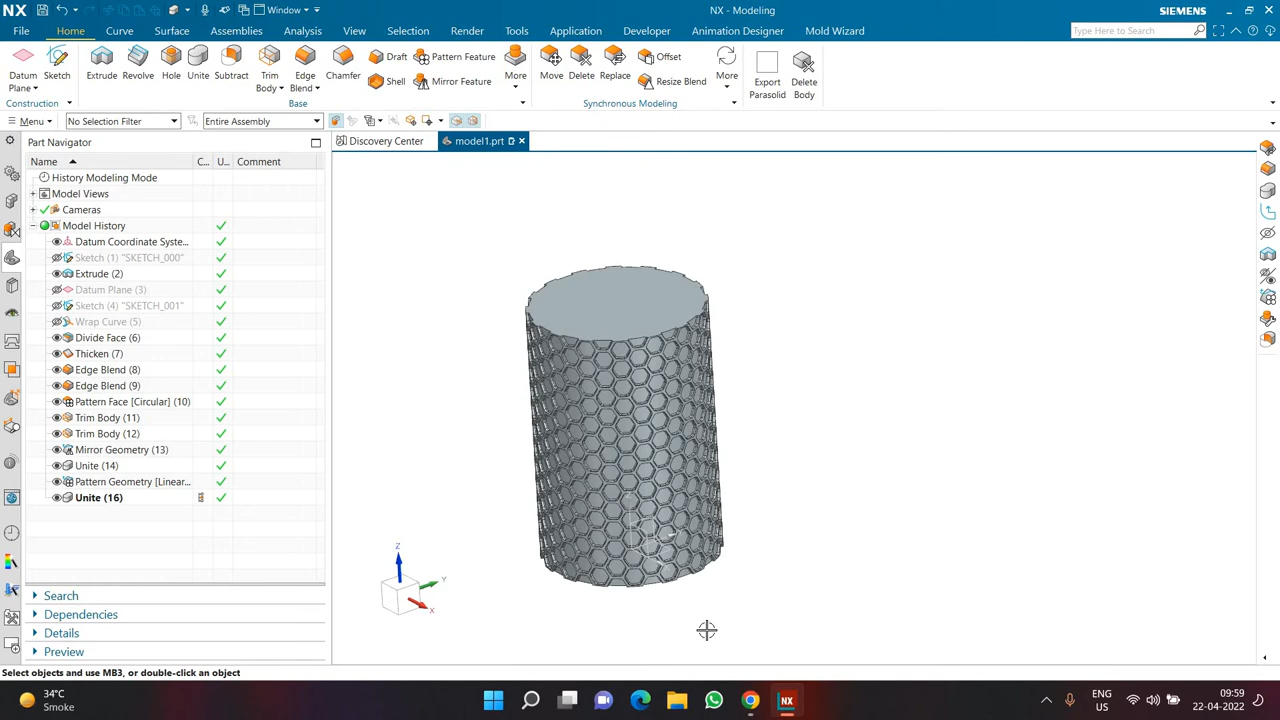 NX
Window
NX - Modeling
SIEMENS
File
Home
Curve
Surface
Assemblies
Analysis
View
Selection
Render
Tools
Application
Developer
Animation Design
Mold Wizard
Type Here to Search
Datum Plane
Sketch
Extrude
Revolve
Hole
Unite
Subtract
Trim Body
Edge Blend
Chamfer
Draft
Shell
Pattern Feature
Mirror Feature
More
Move
Delete
Replace
Offset
Resize Blend
More
Export Parasolid
Delete Body
Construction
Base
Synchronous Modeling
Menu
No Selection Filter
Entire Assembly
Part Navigator
Discovery Center
model1.prt
Name
C...
U...
Comment
History Modeling Mode
Model Views
Cameras
Model History
Datum Coordinate Syste...
Sketch (1) "SKETCH_000"
Extrude (2)
Datum Plane (3)
Sketch (4) "SKETCH_001"
Wrap Curve (5)
Divide Face (6)
Thicken (7)
Edge Blend (8)
Edge Blend (9)
Pattern Face [Circular] (10)
Trim Body (11)
Trim Body (12)
Mirror Geometry (13)
Unite (14)
Pattern Geometry [Linear...
Unite (16)
Z
Y
X
Search
Dependencies
Details
Preview
Select objects and use MB3, or double-click an object
34°C
Smoke
NX
ENG
US
09:59
22-04-2022